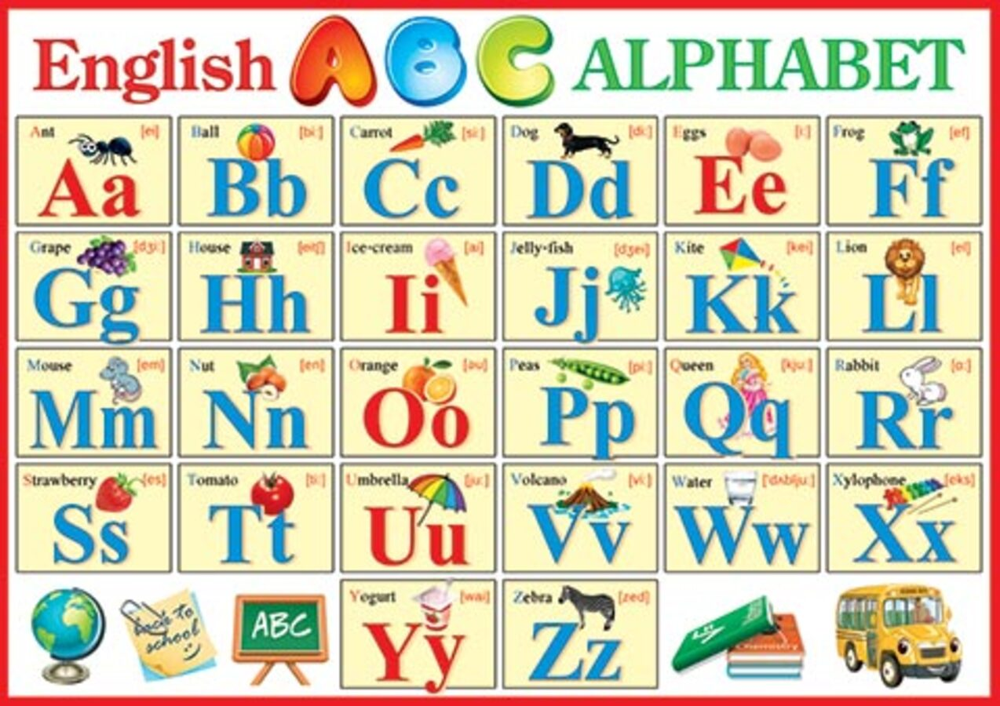 English ABC ALPHABET
Ant [ei]
Aa
Ball [bi:]
Bb
Carrot [si:]
Cc
Dog [di:]
Dd
Eggs [i:]
Ee
Frog [ef]
Ff
Grape [dʒi:]
Gg
House [eitʃ]
Hh
Ice-cream [ai]
Ii
Jelly-fish [dʒei]
Jj
Kite [kei]
Kk
Lion [el]
Ll
Mouse [em]
Mm
Nut [en]
Nn
Orange [əu]
Oo
Peas [pi:]
Pp
Queen [kju:]
Qq
Rabbit [ɑ:]
Rr
Strawberry [es]
Ss
Tomato [ti:]
Tt
Umbrella [ju:]
Uu
Volcano [vi:]
Vv
Water ['dʌblju:]
Ww
Xylophone [eks]
Xx
back to
school
ABC
Yogurt [wai]
Yy
Zebra [zed]
Zz
Chemistry
SCHOOL BUS